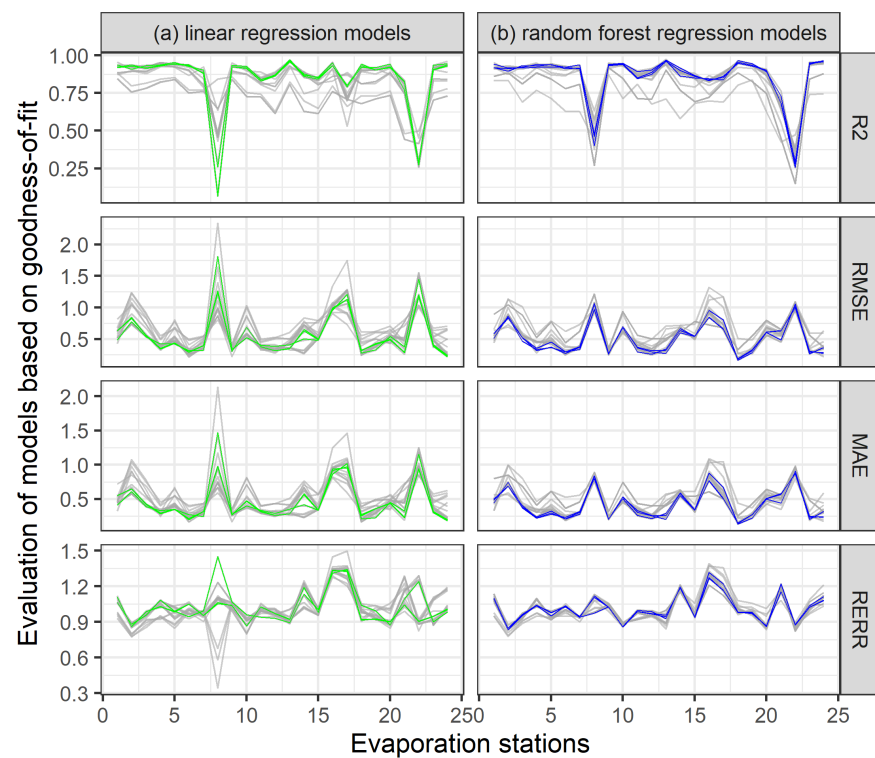 (a) linear regression models
(b) random forest regression models
Evaluation of models based on goodness-of-fit
1.00
0.75
0.50
0.25
R2
2.0
1.5
1.0
0.5
RMSE
2.0
1.5
1.0
0.5
MAE
1.5
1.2
0.9
0.6
0.3
RERR
0 5 10 15 20 25 0 5 10 15 20 25
Evaporation stations